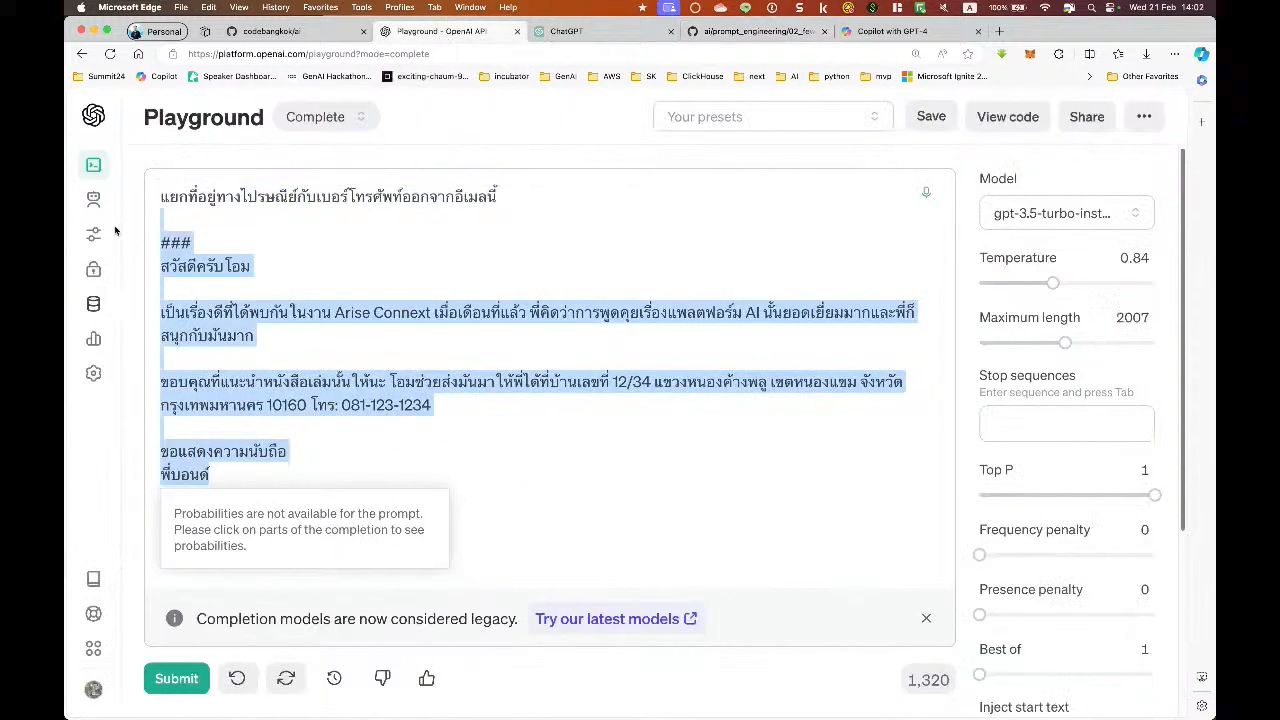 Microsoft Edge File Edit View History Favorites Tools Profiles Tab Window Help 100% Wed 21 Feb 14:02
Personal codebangkok/ai Playground - OpenAI API ChatGPT ai/prompt_engineering/02_few Copilot with GPT-4
https://platform.openai.com/playground?mode=complete
Summit24 Copilot Speaker Dashboar... GenAI Hackathon... exciting-chaum-9... incubator GenAI AWS SK ClickHouse next AI python mvp Microsoft Ignite 2... Other Favorites
Playground Complete Your presets Save View code Share
แยกที่อยู่ทางไปรษณีย์กับเบอร์โทรศัพท์ออกจากอีเมลนี้
###
สวัสดีครับโอม
เป็นเรื่องดีที่ได้พบกันในงาน Arise Connext เมื่อเดือนที่แล้ว พี่คิดว่าการพูดคุยเรื่องแพลตฟอร์ม AI นั้นยอดเยี่ยมมากและพี่ก็
สนุกกับมันมาก
ขอบคุณที่แนะนำหนังสือเล่มนั้นให้นะ โอมช่วยส่งมันมาให้พี่ได้ที่บ้านเลขที่ 12/34 แขวงหนองค้างพลู เขตหนองแขม จังหวัด
กรุงเทพมหานคร 10160 โทร: 081-123-1234
ขอแสดงความนับถือ
พี่บอนด์
Probabilities are not available for the prompt.
Please click on parts of the completion to see
probabilities.
Completion models are now considered legacy. Try our latest models
Submit 1,320
Model
gpt-3.5-turbo-inst...
Temperature 0.84
Maximum length 2007
Stop sequences
Enter sequence and press Tab
Top P 1
Frequency penalty 0
Presence penalty 0
Best of 1
Inject start text